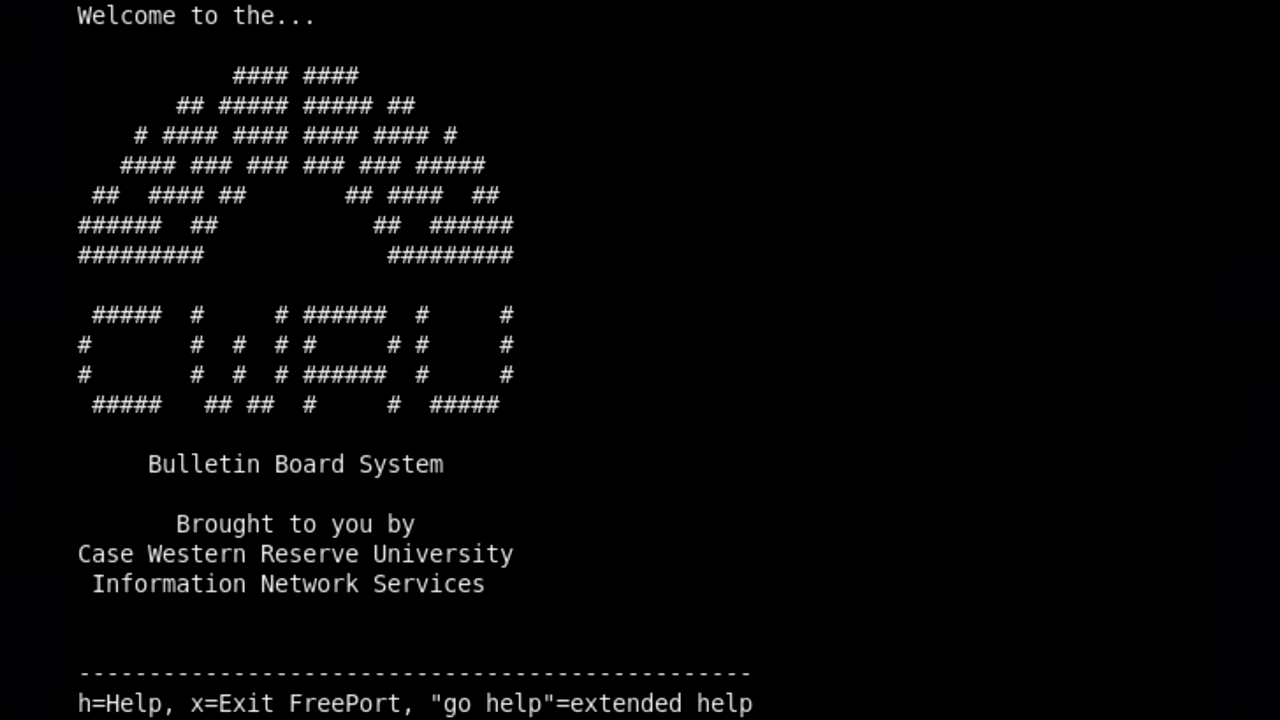 Welcome to the...
           #### ####
       ## ##### ##### ##
    # #### #### #### #### #
   #### ### ### ### ### #####
 ##  #### ##       ## ####  ##
######  ##           ##  ######
#########             #########
 #####  #     # ######  #     #
#       #  #  # #     # #     #
#       #  #  # ######  #     #
 #####   ## ##  #     #  #####
     Bulletin Board System
       Brought to you by
Case Western Reserve University
 Information Network Services
------------------------------------------------
h=Help, x=Exit FreePort, "go help"=extended help